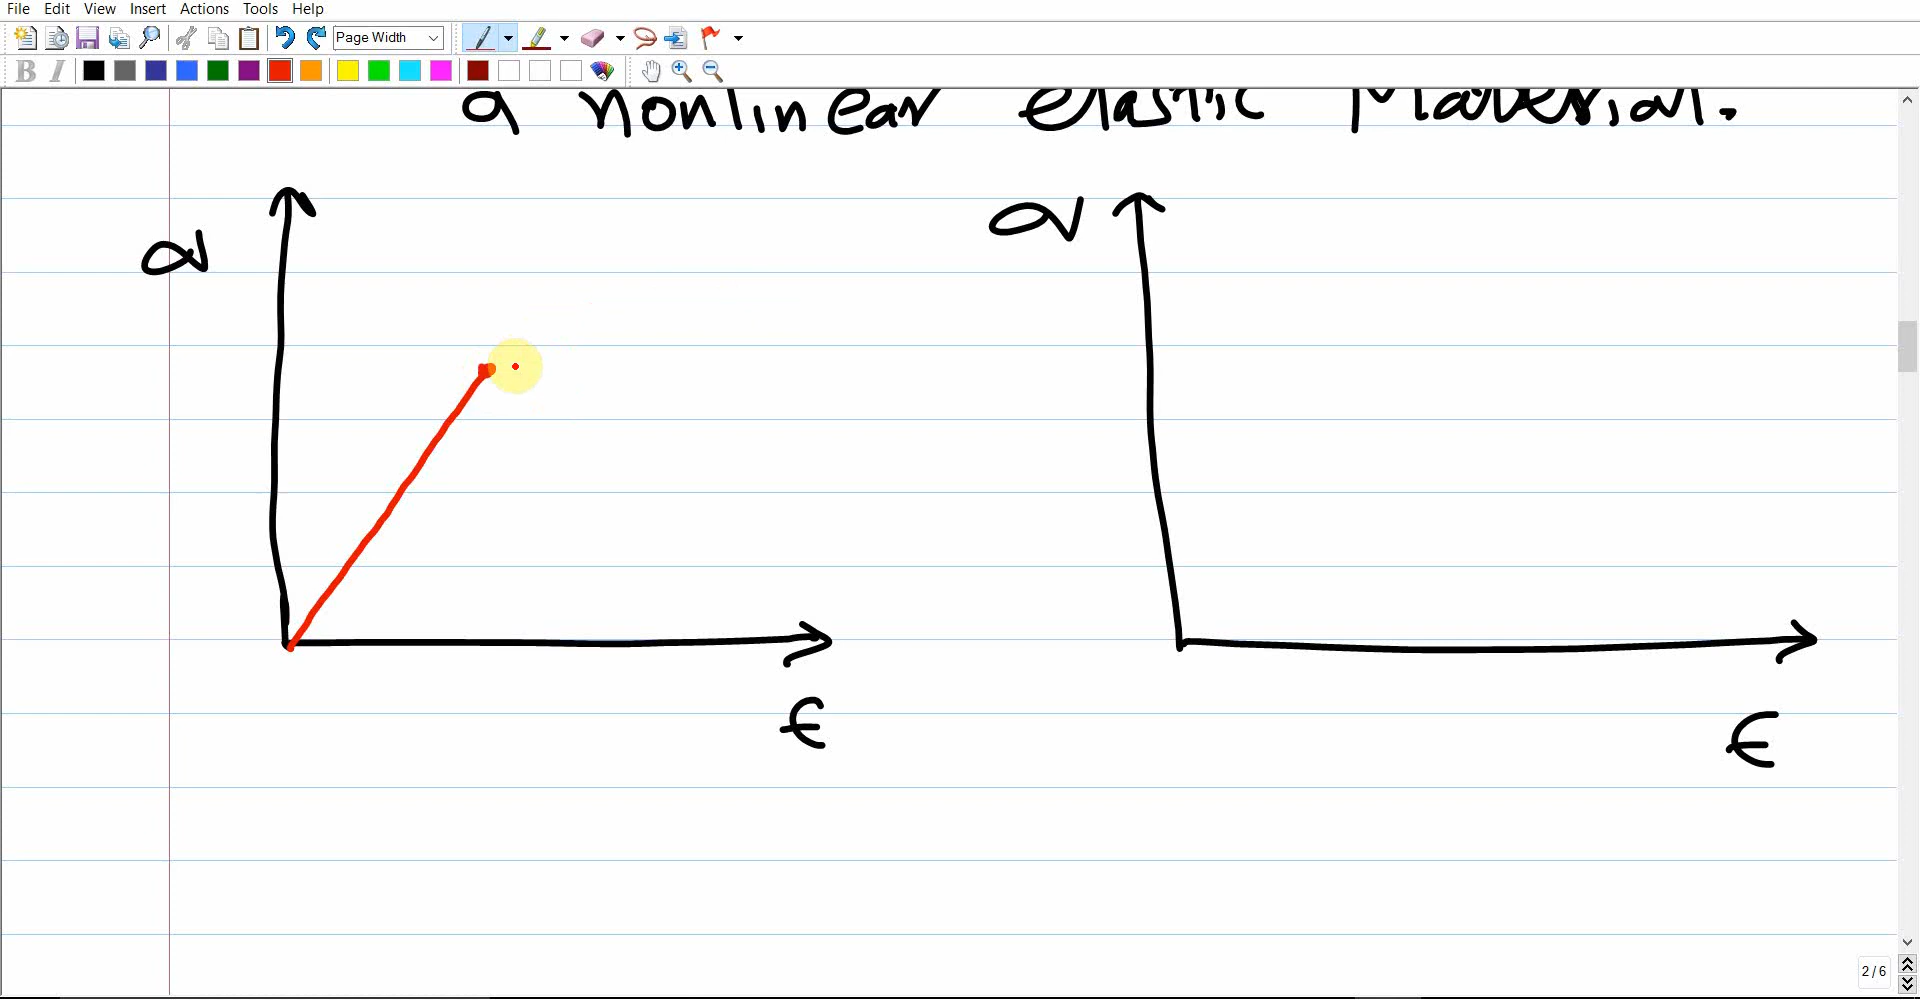 File Edit View Insert Actions Tools Help
Page Width
B I
a nonlinear elastic Material.
σ
σ
ϵ
ϵ
2 / 6